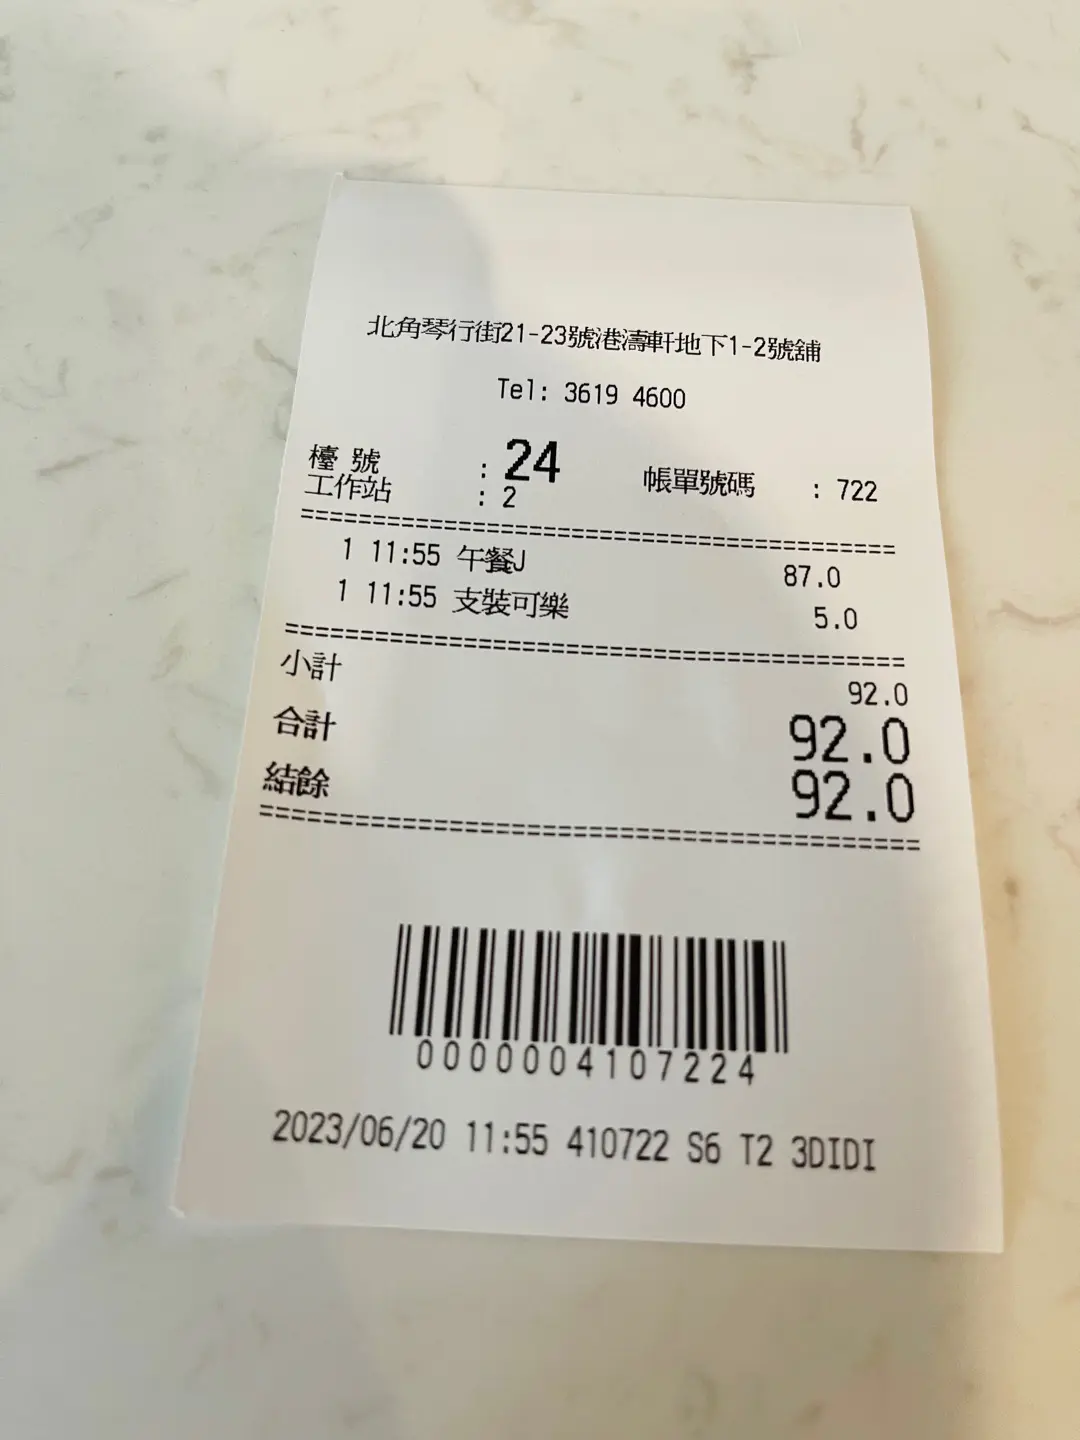 北角琴行街21-23號港濤軒地下1-2號舖
Tel: 3619 4600
檯 號 : 24 帳單號碼 : 722
工作站 : 2
=========================================
1 11:55 午餐J 87.0
1 11:55 支裝可樂 5.0
=========================================
小計 92.0
合計 92.0
結餘 92.0
=========================================
0000004107224
2023/06/20 11:55 410722 S6 T2 3DIDI